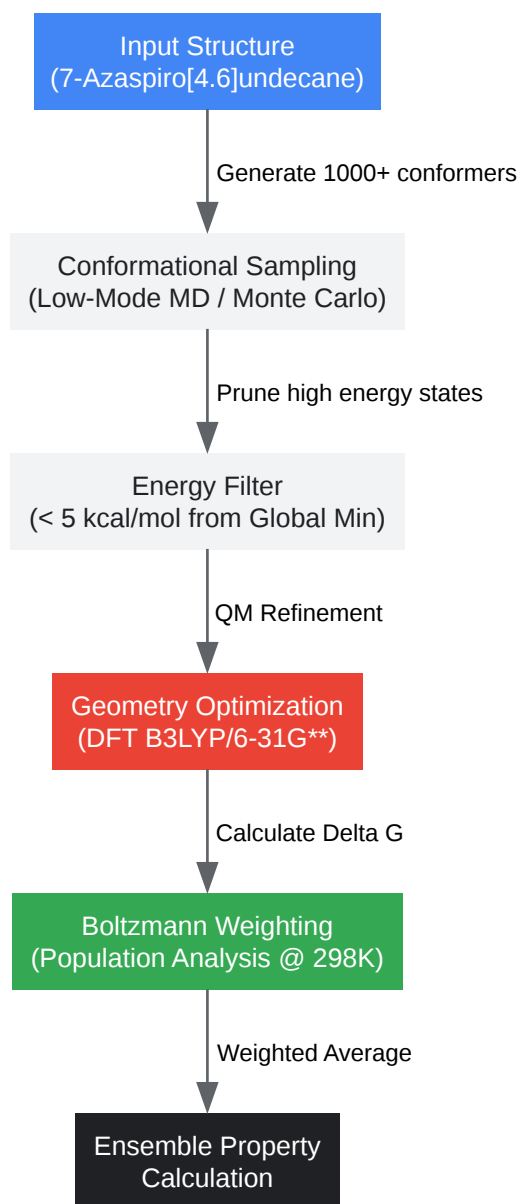 Input Structure
(7-Azaspiro[4.6]undecane)
Generate 1000+ conformers
Conformational Sampling
(Low-Mode MD / Monte Carlo)
Prune high energy states
Energy Filter
(< 5 kcal/mol from Global Min)
QM Refinement
Geometry Optimization
(DFT B3LYP/6-31G**)
Calculate Delta G
Boltzmann Weighting
(Population Analysis @ 298K)
Weighted Average
Ensemble Property
Calculation